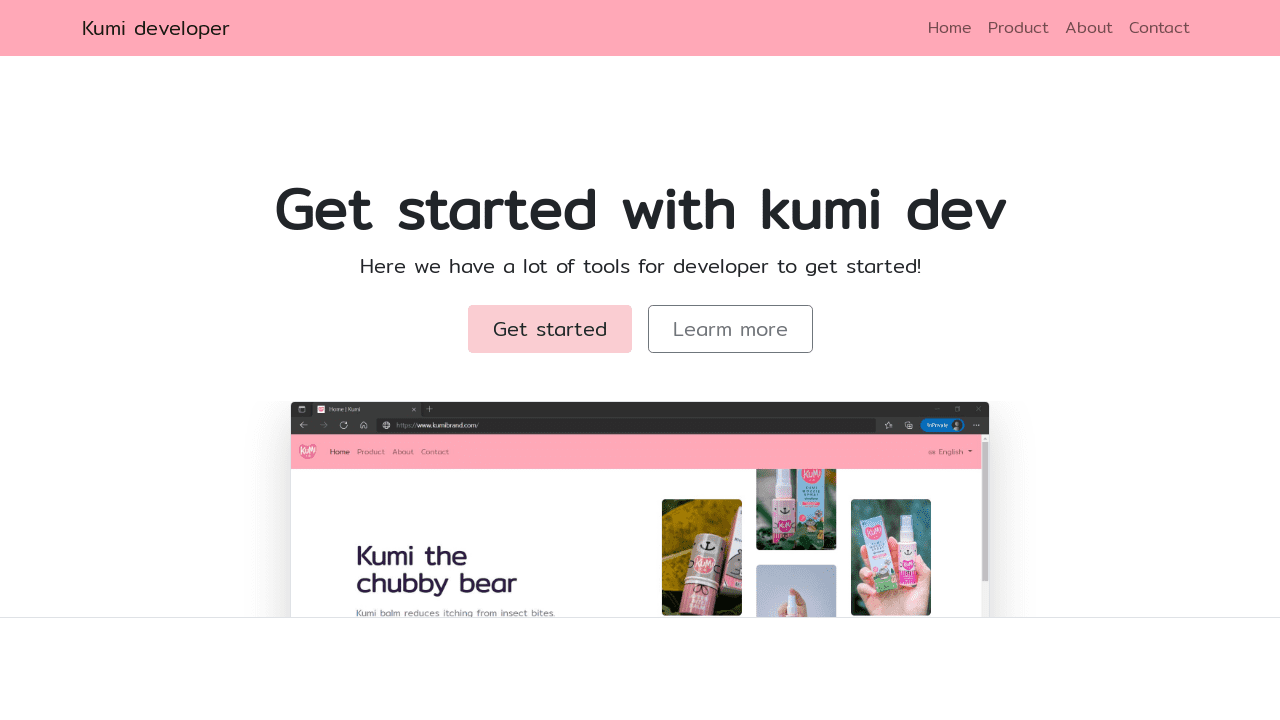 Kumi developer
Home Product About Contact
Get started with kumi dev
Here we have a lot of tools for developer to get started!
Get started
Learm more
Home | Kumi
https://www.kumibrand.com/
InPrivate
KUMI
Home Product About Contact
English
Kumi the
chubby bear
Kumi balm reduces itching from insect bites.